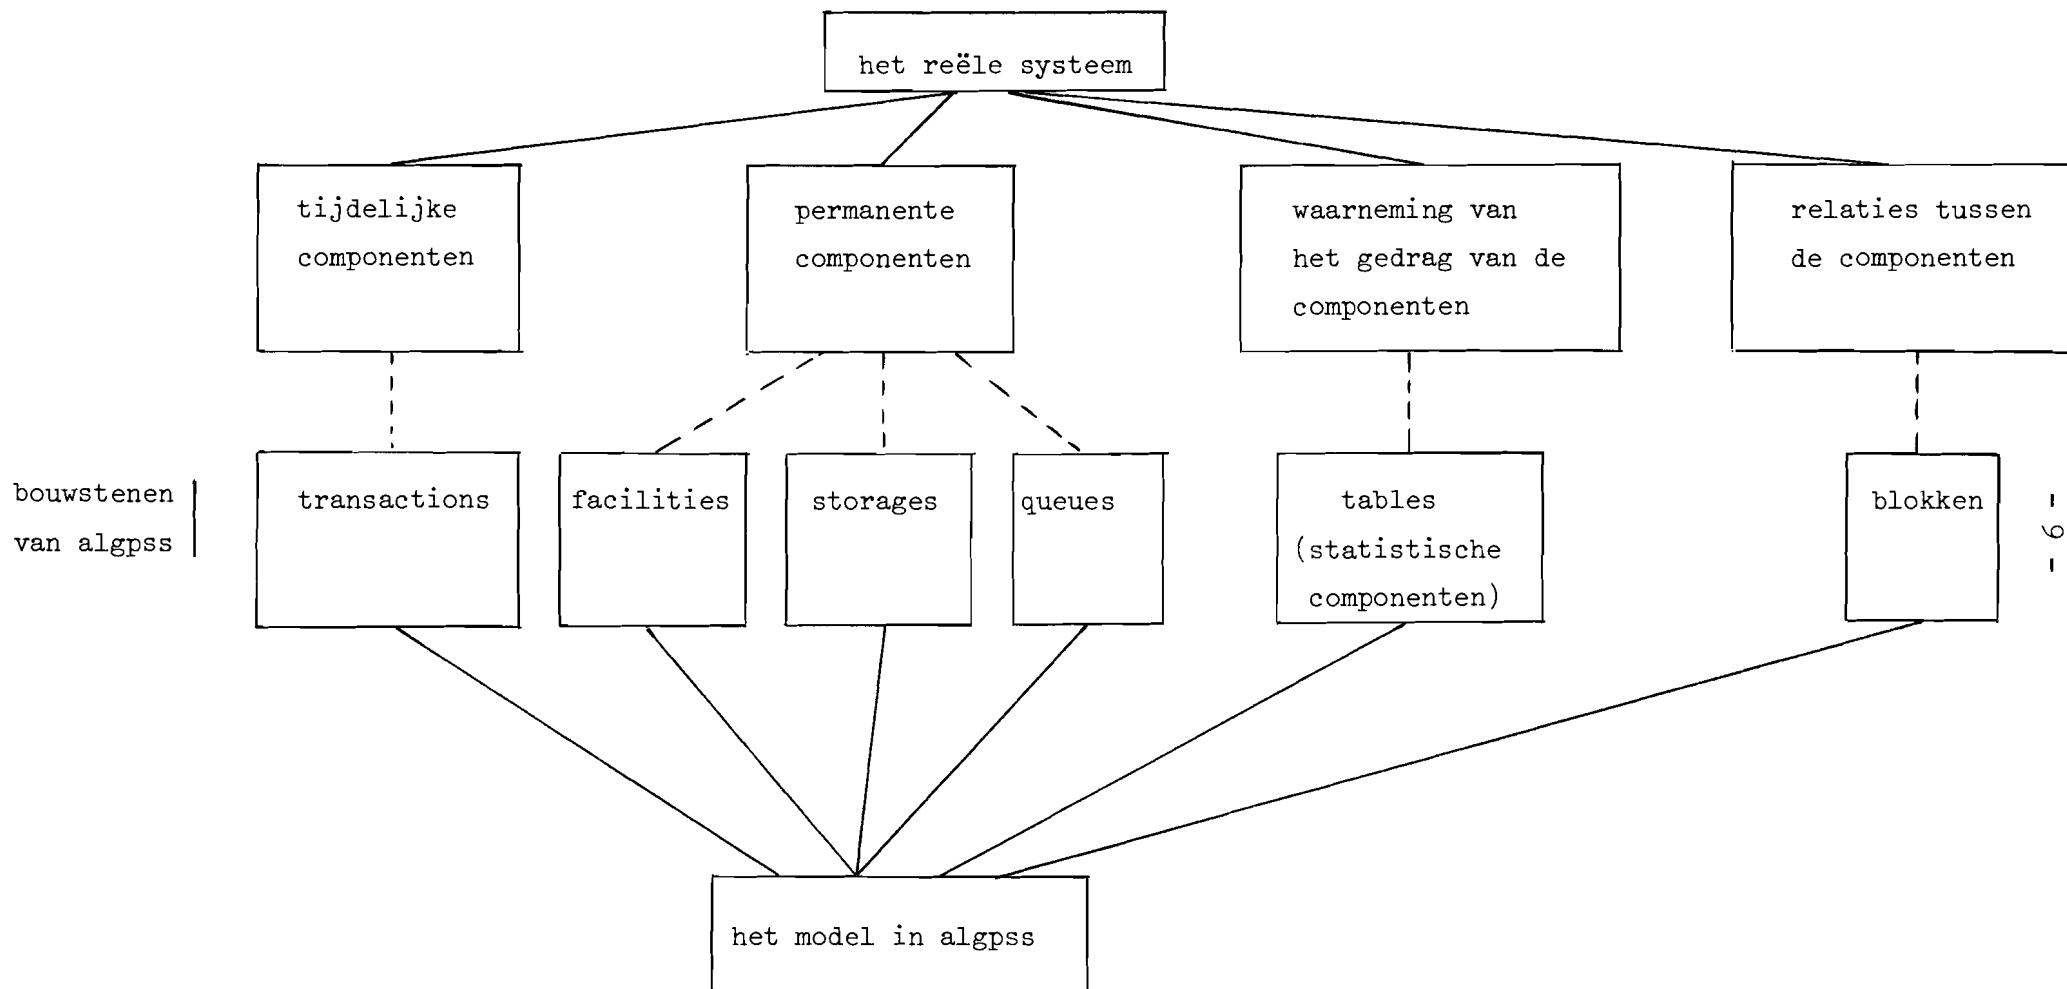 het reële systeem
tijdelijke
componenten
permanente
componenten
waarneming van
het gedrag van de
componenten
relaties tussen
de componenten
bouwstenen
van algpss
transactions
facilities
storages
queues
tables
(statistische
componenten)
blokken
- 6 -
het model in algpss